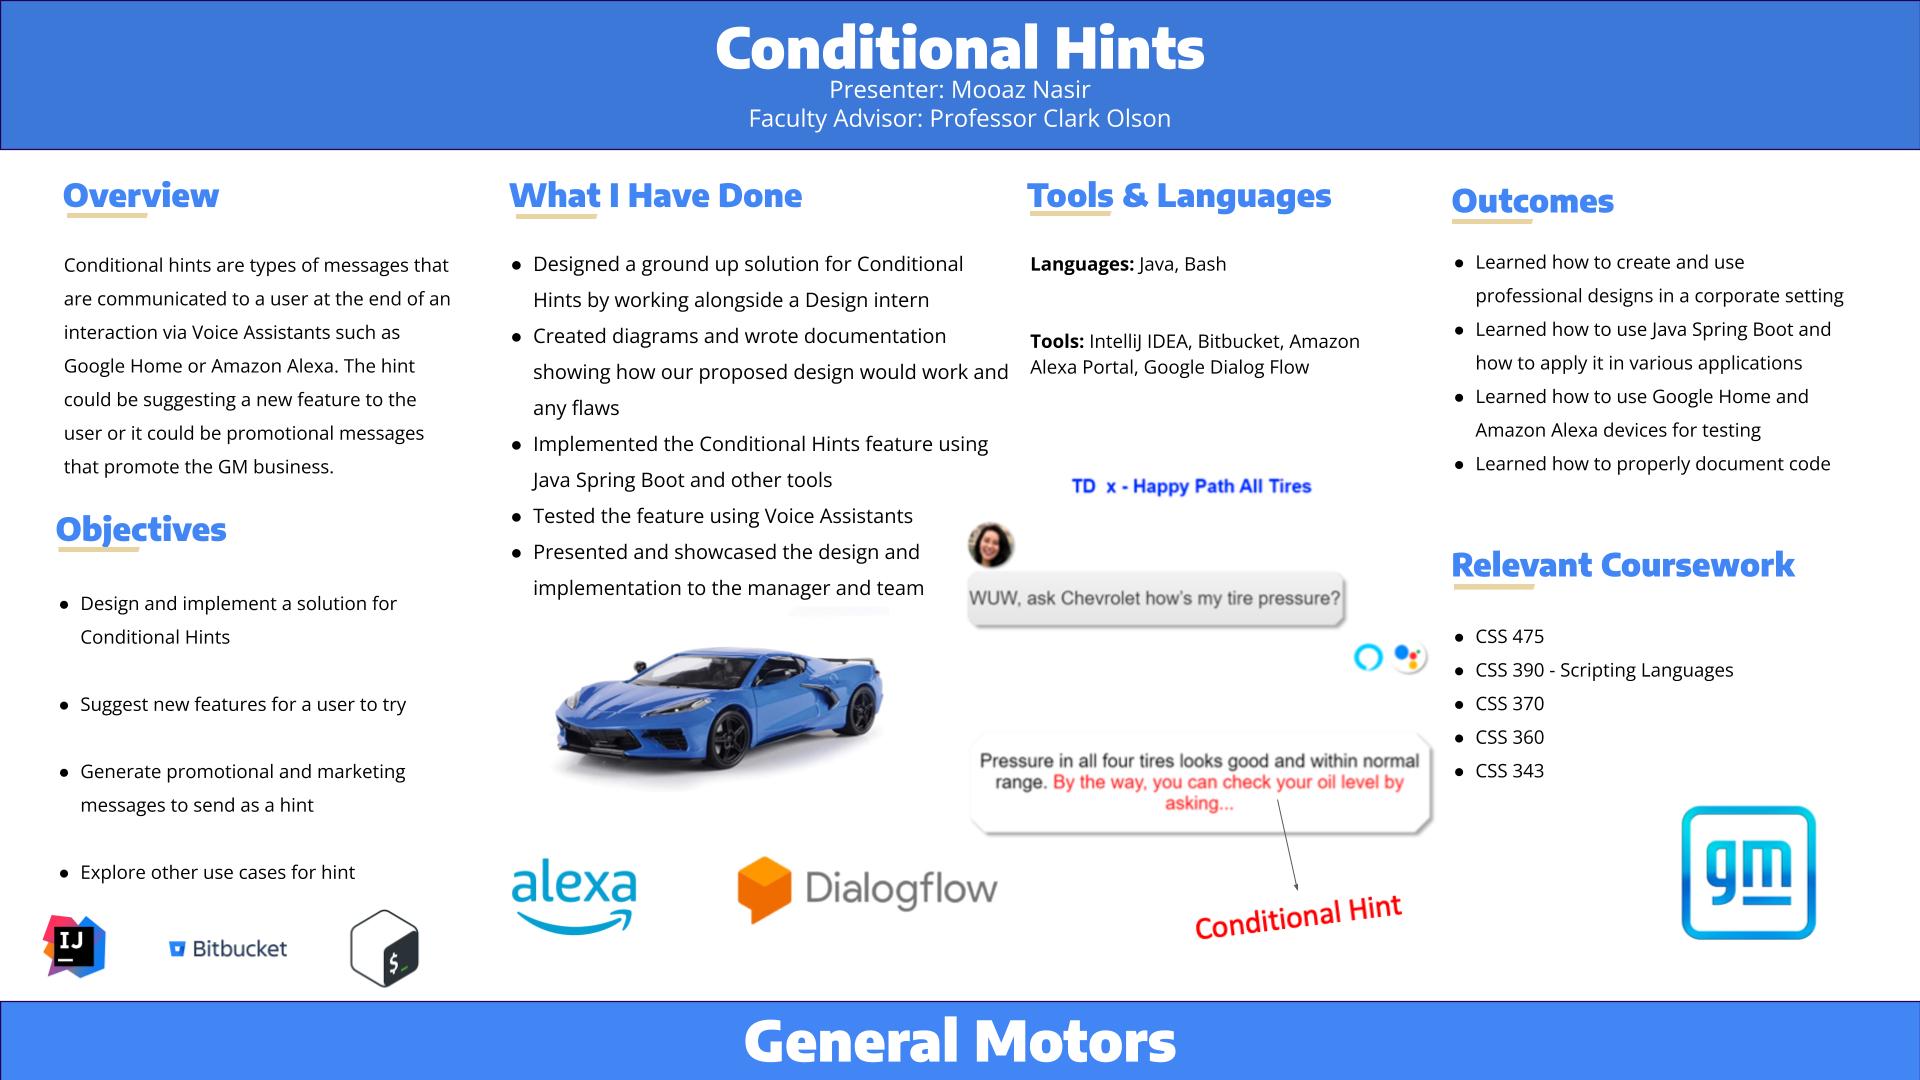 Conditional Hints
Presenter: Mooaz Nasir
Faculty Advisor: Professor Clark Olson
Overview
Conditional hints are types of messages that
are communicated to a user at the end of an
interaction via Voice Assistants such as
Google Home or Amazon Alexa. The hint
could be suggesting a new feature to the
user or it could be promotional messages
that promote the GM business.
Objectives
● Design and implement a solution for
Conditional Hints
● Suggest new features for a user to try
● Generate promotional and marketing
messages to send as a hint
● Explore other use cases for hint
IJ
Bitbucket
$_
What I Have Done
● Designed a ground up solution for Conditional
Hints by working alongside a Design intern
● Created diagrams and wrote documentation
showing how our proposed design would work and
any flaws
● Implemented the Conditional Hints feature using
Java Spring Boot and other tools
● Tested the feature using Voice Assistants
● Presented and showcased the design and
implementation to the manager and team
alexa
Dialogflow
Tools & Languages
Languages: Java, Bash
Tools: IntelliJ IDEA, Bitbucket, Amazon
Alexa Portal, Google Dialog Flow
TD x - Happy Path All Tires
WUW, ask Chevrolet how's my tire pressure?
Pressure in all four tires looks good and within normal
range. By the way, you can check your oil level by
asking...
Conditional Hint
Outcomes
● Learned how to create and use
professional designs in a corporate setting
● Learned how to use Java Spring Boot and
how to apply it in various applications
● Learned how to use Google Home and
Amazon Alexa devices for testing
● Learned how to properly document code
Relevant Coursework
● CSS 475
● CSS 390 - Scripting Languages
● CSS 370
● CSS 360
● CSS 343
gm
General Motors